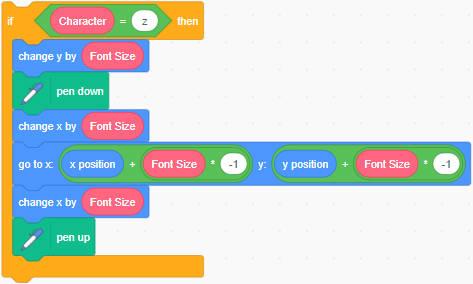 if Character = z then
change y by Font Size
pen down
change x by Font Size
go to x: x position + Font Size * -1 y: y position + Font Size * -1
change x by Font Size
pen up